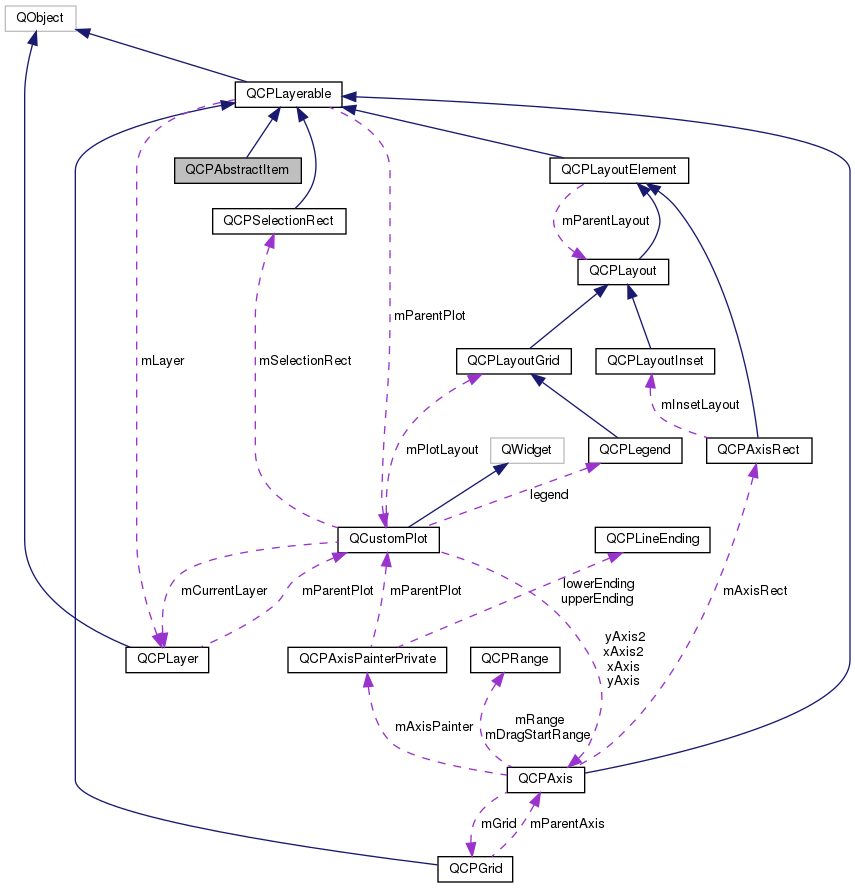 QObject
QCPLayerable
QCPAbstractItem
QCPLayoutElement
QCPSelectionRect
mParentLayout
QCPLayout
mParentPlot
mLayer
mSelectionRect
QCPLayoutGrid
QCPLayoutInset
mInsetLayout
mPlotLayout
QWidget
QCPLegend
QCPAxisRect
legend
QCustomPlot
QCPLineEnding
mCurrentLayer
mParentPlot
mParentPlot
lowerEnding
upperEnding
mAxisRect
yAxis2
xAxis2
xAxis
yAxis
QCPLayer
QCPAxisPainterPrivate
QCPRange
mAxisPainter
mRange
mDragStartRange
QCPAxis
mGrid
mParentAxis
QCPGrid